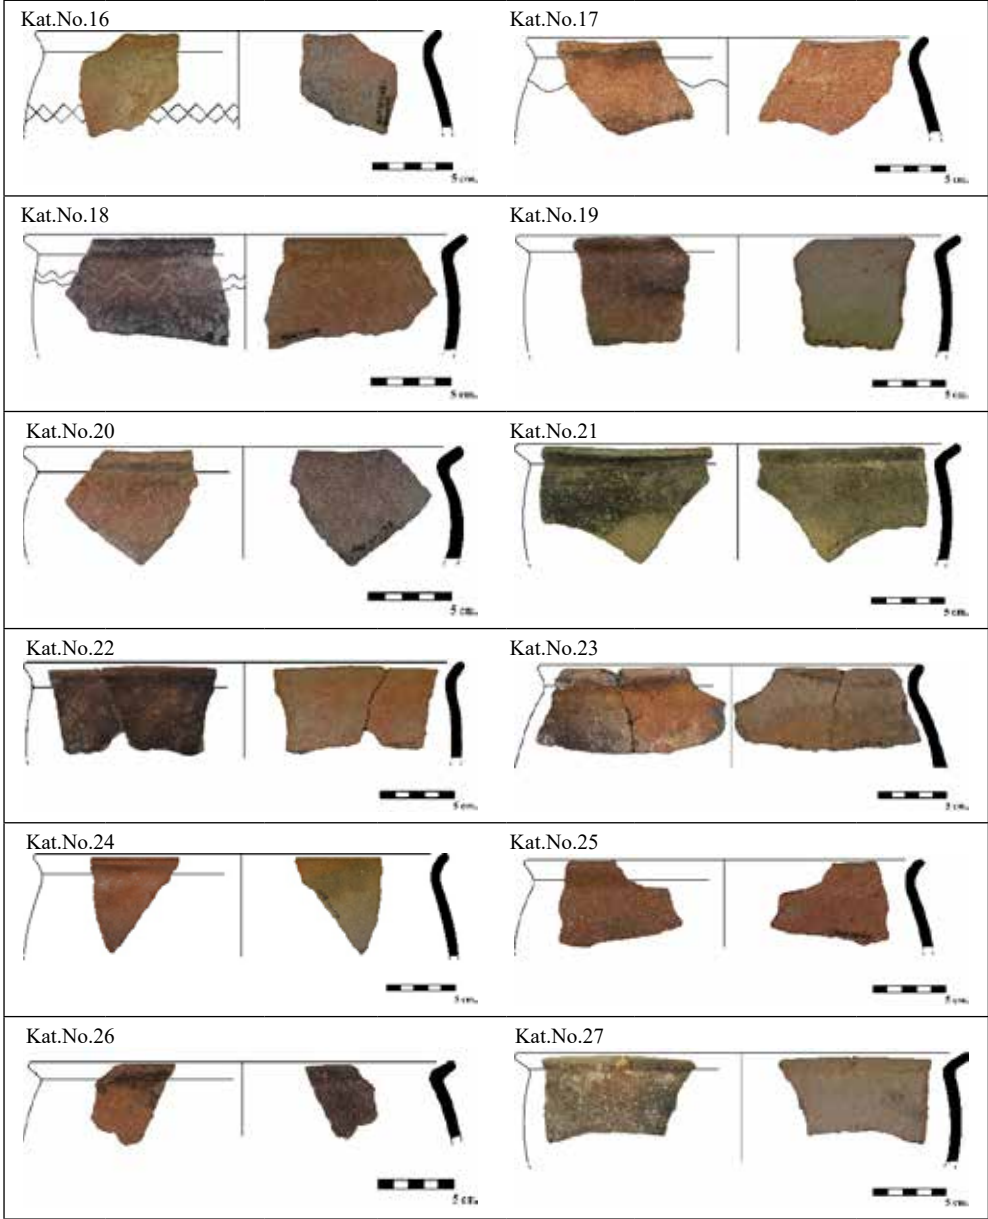 Kat.No.16
5 cm.
Kat.No.17
5 cm.
Kat.No.18
5 cm.
Kat.No.19
5 cm.
Kat.No.20
5 cm.
Kat.No.21
5 cm.
Kat.No.22
5 cm.
Kat.No.23
5 cm.
Kat.No.24
5 cm.
Kat.No.25
5 cm.
Kat.No.26
5 cm.
Kat.No.27
5 cm.